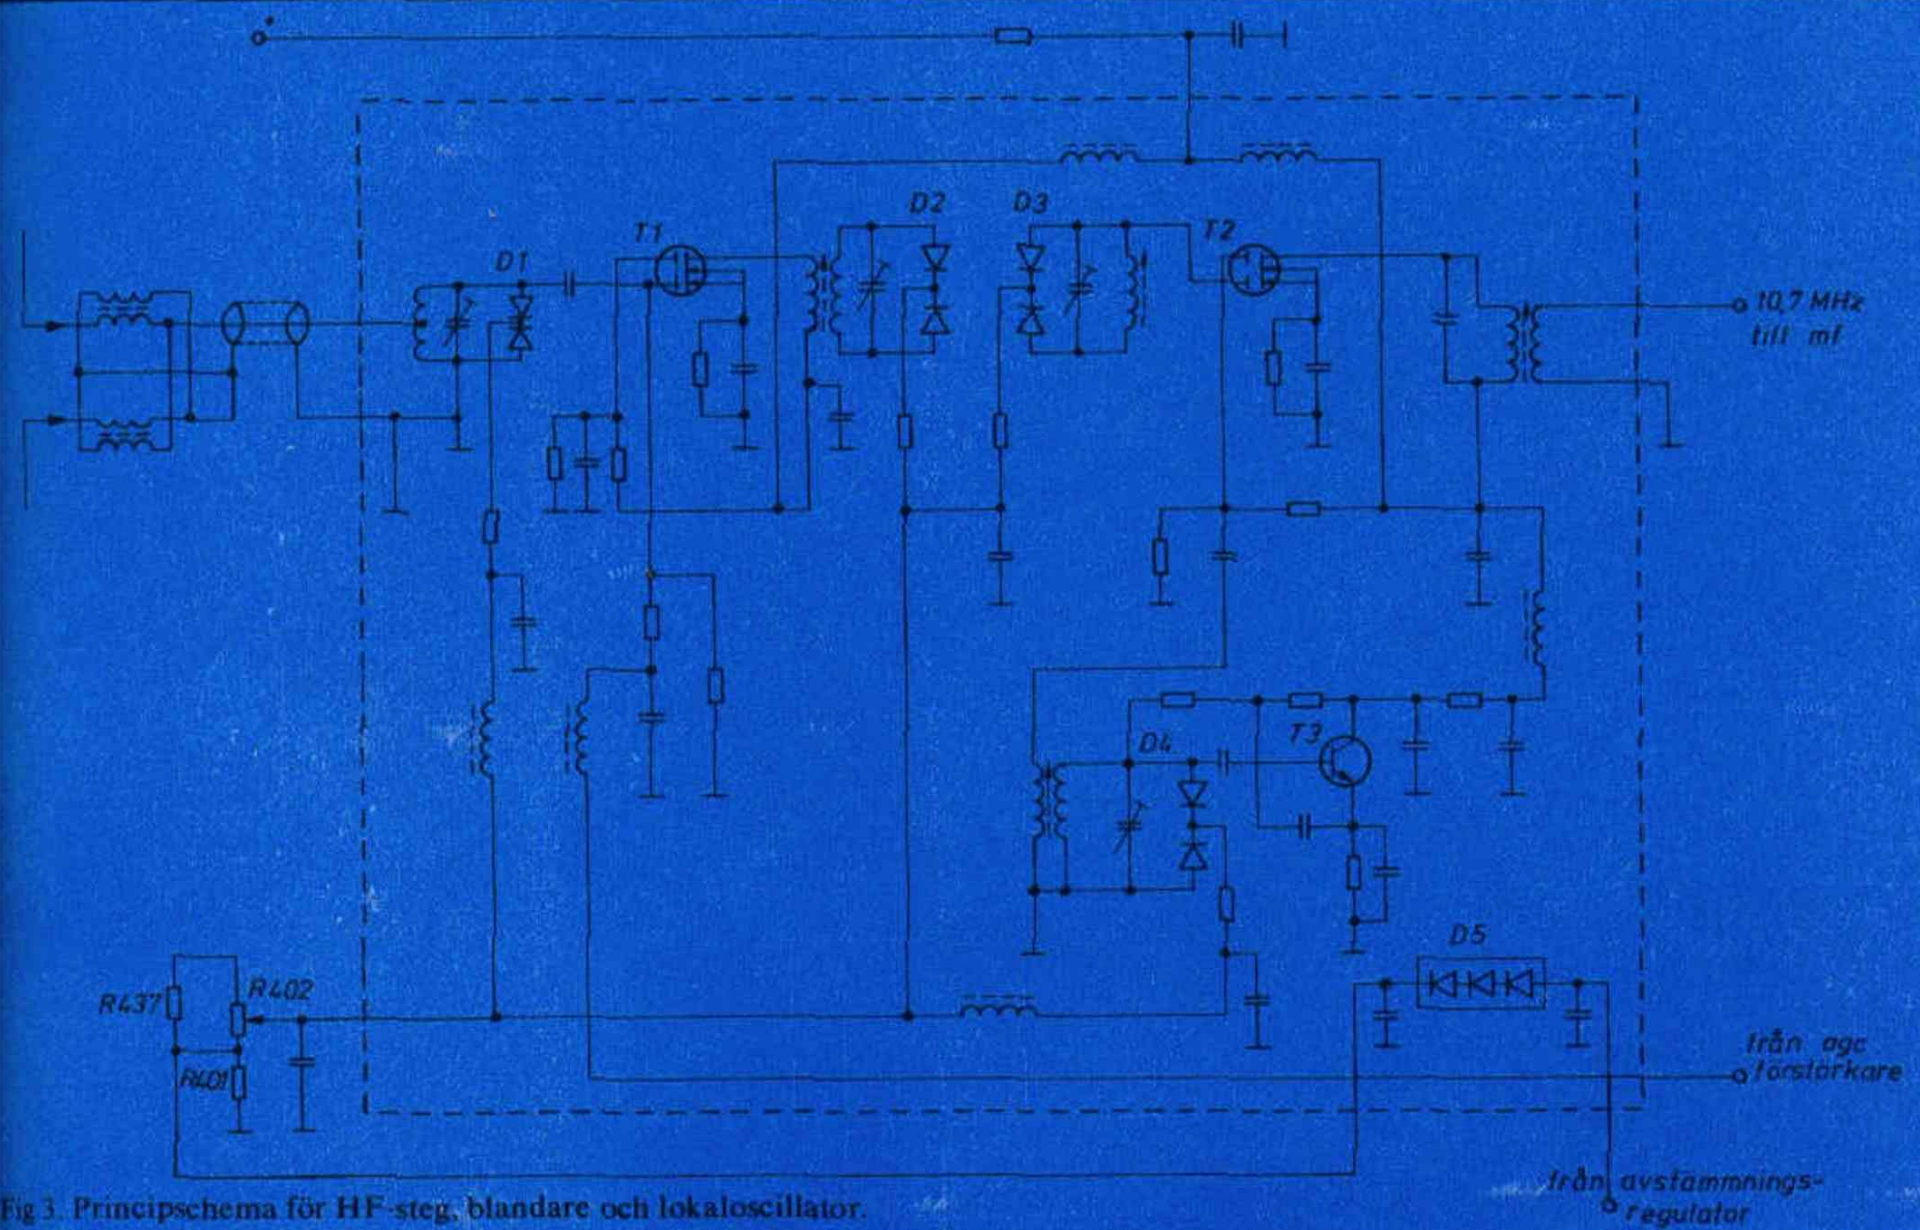 D2
D3
T1
T2
D1
10,7 MHz
till mf
D4
T3
D5
R437
R402
R401
från agc
förstärkare
från avstämmnings-
regulator
Fig 3. Principschema för HF-steg, blandare och lokaloscillator.